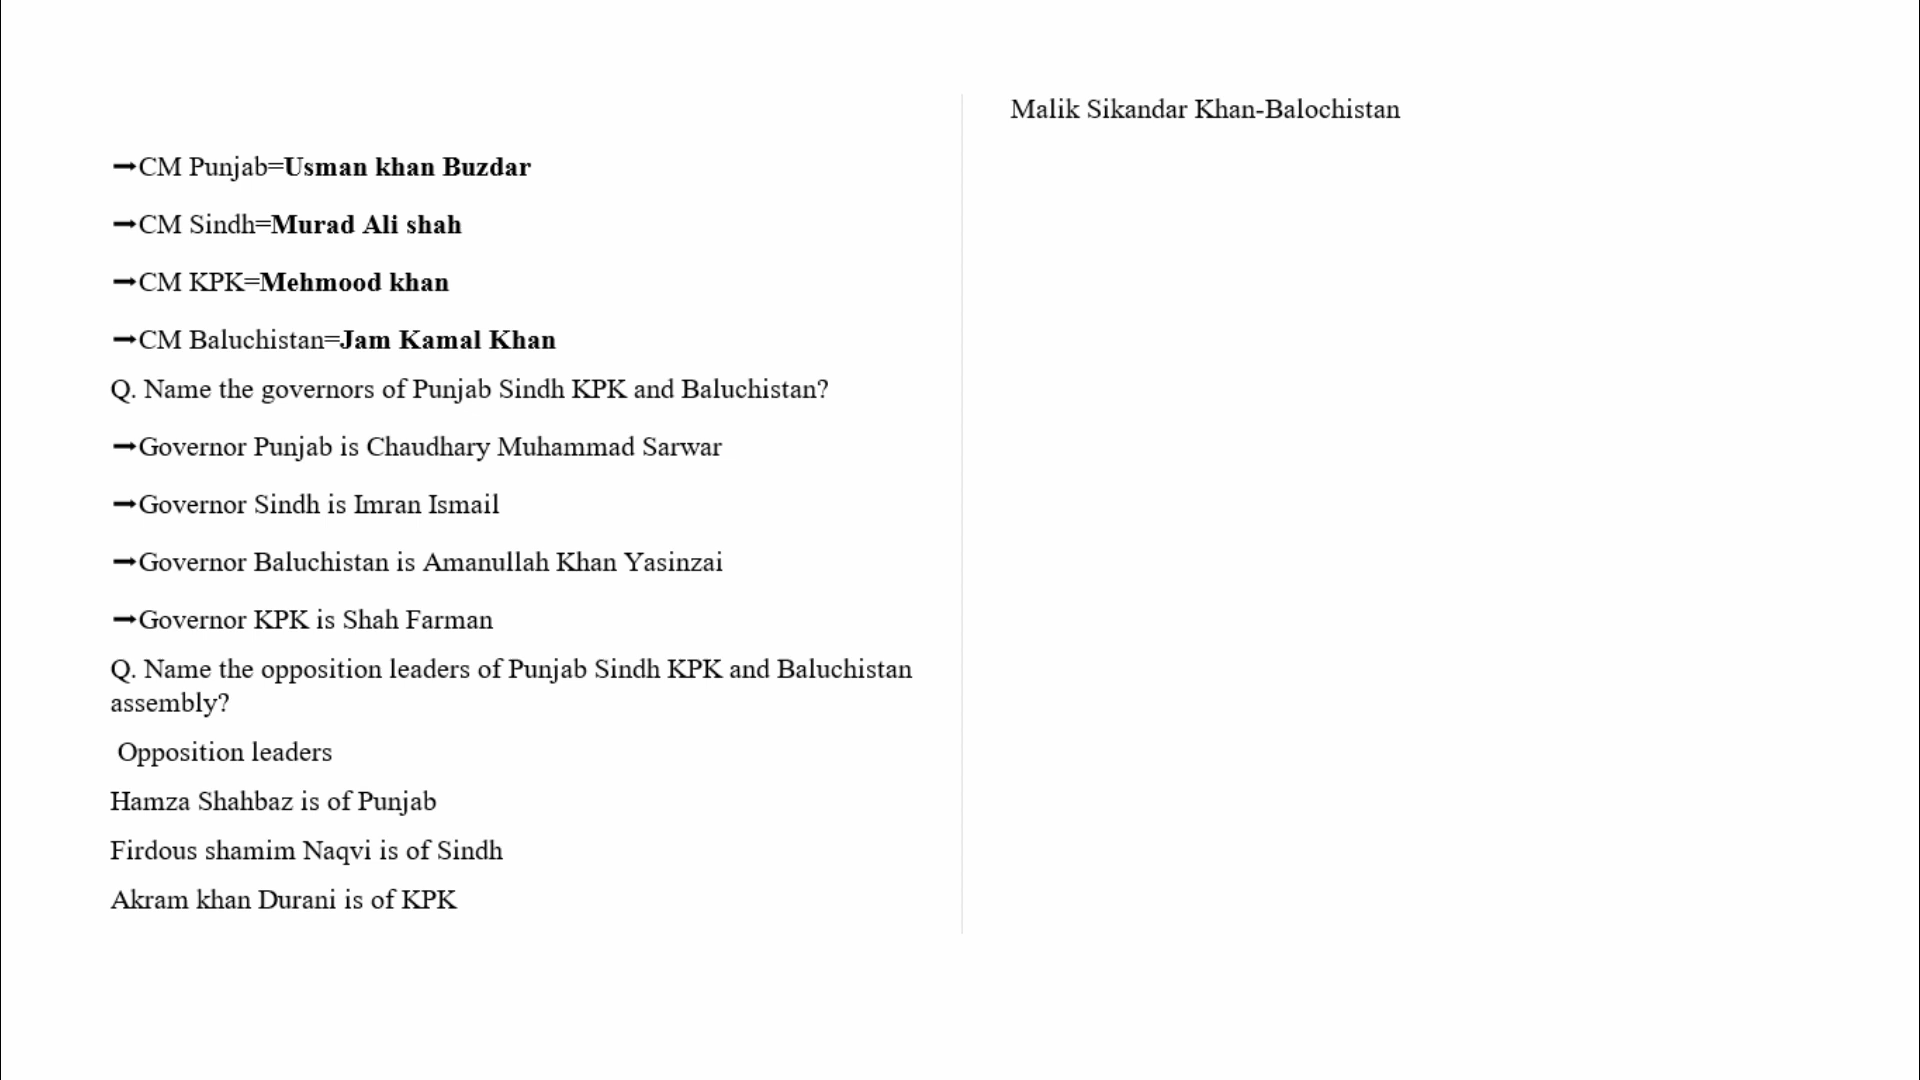 ➞CM Punjab=Usman khan Buzdar
➞CM Sindh=Murad Ali shah
➞CM KPK=Mehmood khan
➞CM Baluchistan=Jam Kamal Khan
Q. Name the governors of Punjab Sindh KPK and Baluchistan?
➞Governor Punjab is Chaudhary Muhammad Sarwar
➞Governor Sindh is Imran Ismail
➞Governor Baluchistan is Amanullah Khan Yasinzai
➞Governor KPK is Shah Farman
Q. Name the opposition leaders of Punjab Sindh KPK and Baluchistan
assembly?
Opposition leaders
Hamza Shahbaz is of Punjab
Firdous shamim Naqvi is of Sindh
Akram khan Durani is of KPK
Malik Sikandar Khan-Balochistan